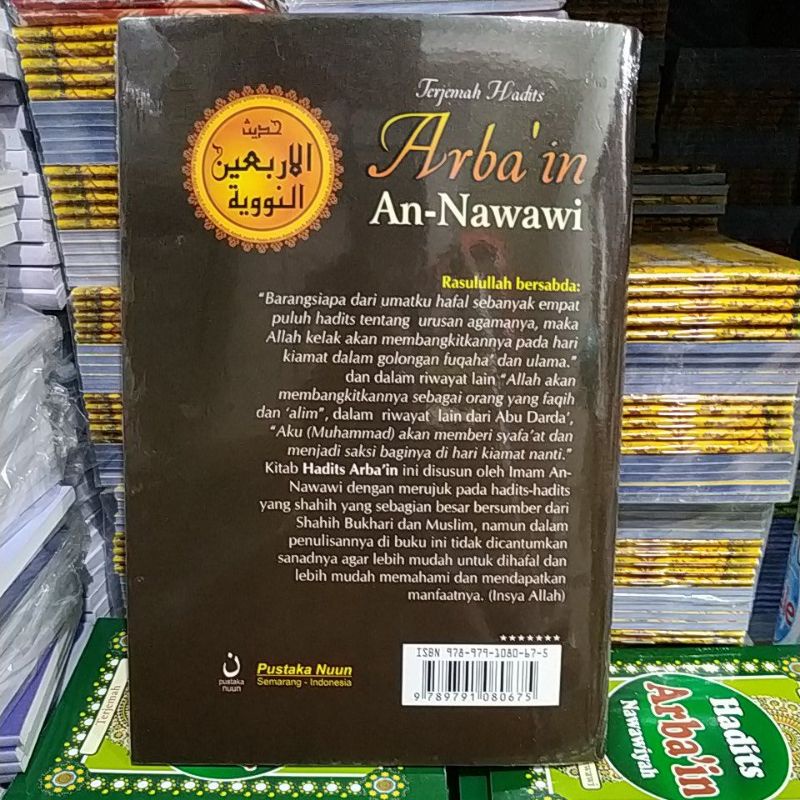 حديث
الاربعين
النووية
Terjemah Hadits
Arba'in
An-Nawawi
Rasulullah bersabda:
"Barangsiapa dari umatku hafal sebanyak empat
puluh hadits tentang urusan agamanya, maka
Allah kelak akan membangkitkannya pada hari
kiamat dalam golongan fuqaha' dan ulama."
dan dalam riwayat lain "Allah akan
membangkitkannya sebagai orang yang faqih
dan 'alim", dalam riwayat lain dari Abu Darda',
"Aku (Muhammad) akan memberi syafa'at dan
menjadi saksi baginya di hari kiamat nanti."
Kitab Hadits Arba'in ini disusun oleh Imam An-
Nawawi dengan merujuk pada hadits-hadits
yang shahih yang sebagian besar bersumber dari
Shahih Bukhari dan Muslim, namun dalam
penulisannya di buku ini tidak dicantumkan
sanadnya agar lebih mudah untuk dihafal dan
lebih mudah memahami dan mendapatkan
manfaatnya. (Insya Allah)
ISBN 978-979-1080-67-5
9 789791 080675
pustaka
nuun
Pustaka Nuun
Semarang - Indonesia
Terjemah
Hadits
Arba'in
Nawawiyah